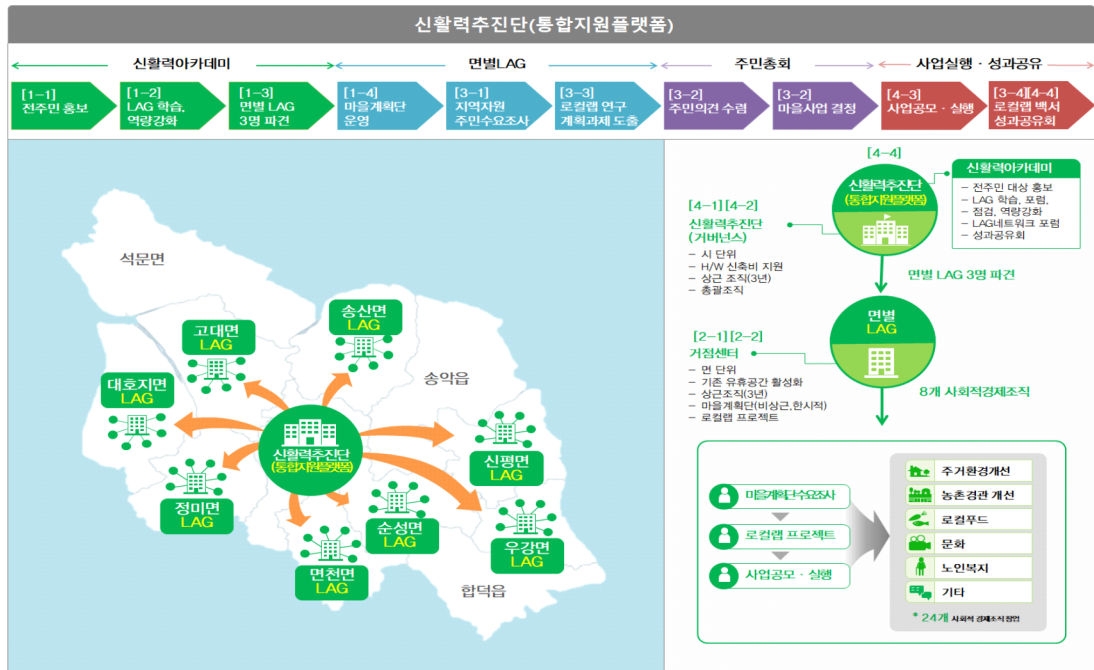 신활력추진단(통합지원플랫폼)
신활력아카데미
면별LAG
주민총회
사업실행 · 성과공유
[1-1]
전주민 홍보
[1-2]
LAG 학습,
역량강화
[1-3]
면별 LAG
3명 파견
[1-4]
마을계획단
운영
[3-1]
지역자원
주민수요조사
[3-3]
로컬랩 연구
계획과제 도출
[3-2]
주민의견 수렴
[3-2]
마을사업 결정
[4-3]
사업공모 · 실행
[3-4][4-4]
로컬랩 백서
성과공유회
석문면
송산면
LAG
고대면
LAG
송악읍
대호지면
LAG
신활력추진단
(통합지원플랫폼)
신평면
LAG
정미면
LAG
순성면
LAG
우강면
LAG
면천면
LAG
합덕읍
[4-4]
신활력추진단
(통합지원플랫폼)
신활력아카데미
- 전주민 대상 홍보
- LAG 학습, 포럼,
- 점검, 역량강화
- LAG네트워크 포럼
- 성과공유회
[4-1] [4-2]
신활력추진단
(거버넌스)
- 시 단위
- H/W 신축비 지원
- 상근 조직(3년)
- 총괄조직
면별 LAG 3명 파견
면별
LAG
[2-1] [2-2]
거점센터
- 면 단위
- 기존 유휴공간 활성화
- 상근조직(3년)
- 마을계획단(비상근,한시적)
- 로컬랩 프로젝트
8개 사회적경제조직
마을계획단수요조사
로컬랩 프로젝트
사업공모 · 실행
주거환경개선
농촌경관 개선
로컬푸드
문화
노인복지
기타
* 24개 사회적 경제조직 창업